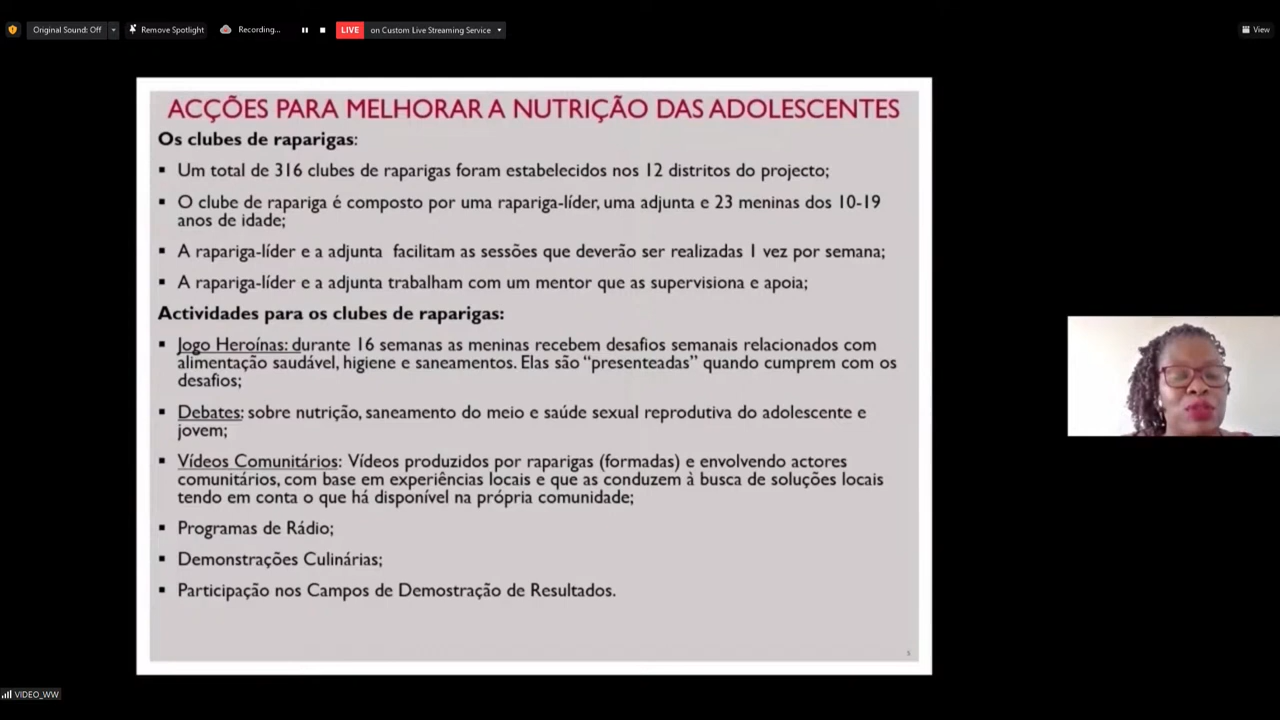 Original Sound: Off
Remove Spotlight
Recording...
LIVE
on Custom Live Streaming Service
View
ACÇÕES PARA MELHORAR A NUTRIÇÃO DAS ADOLESCENTES
Os clubes de raparigas:
▪ Um total de 316 clubes de raparigas foram estabelecidos nos 12 distritos do projecto;
▪ O clube de rapariga é composto por uma rapariga-líder, uma adjunta e 23 meninas dos 10-19
anos de idade;
▪ A rapariga-líder e a adjunta facilitam as sessões que deverão ser realizadas 1 vez por semana;
▪ A rapariga-líder e a adjunta trabalham com um mentor que as supervisiona e apoia;
Actividades para os clubes de raparigas:
▪ Jogo Heroínas: durante 16 semanas as meninas recebem desafios semanais relacionados com
alimentação saudável, higiene e saneamentos. Elas são “presenteadas” quando cumprem com os
desafios;
▪ Debates: sobre nutrição, saneamento do meio e saúde sexual reprodutiva do adolescente e
jovem;
▪ Vídeos Comunitários: Vídeos produzidos por raparigas (formadas) e envolvendo actores
comunitários, com base em experiências locais e que as conduzem à busca de soluções locais
tendo em conta o que há disponível na própria comunidade;
▪ Programas de Rádio;
▪ Demonstrações Culinárias;
▪ Participação nos Campos de Demostração de Resultados.
5
VIDEO_WW